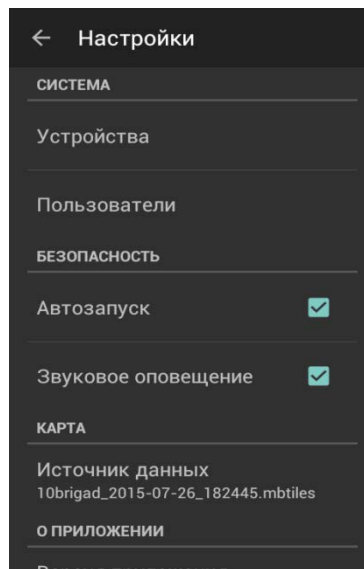 Настройки
СИСТЕМА
Устройства
Пользователи
БЕЗОПАСНОСТЬ
Автозапуск
Звуковое оповещение
КАРТА
Источник данных
10brigad_2015-07-26_182445.mbtiles
О ПРИЛОЖЕНИИ